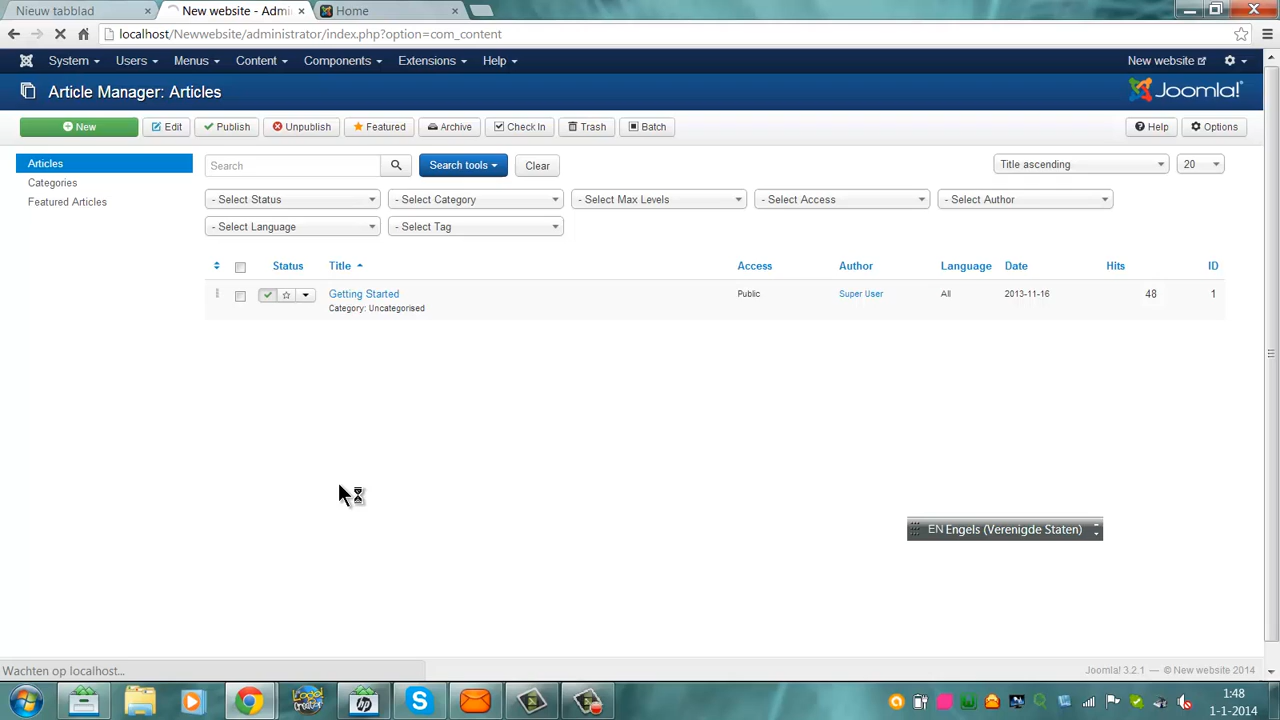 Nieuw tabblad
New website - Admi
Home
localhost/Newwebsite/administrator/index.php?option=com_content
System Users Menus Content Components Extensions Help New website
Article Manager: Articles Joomla!
New Edit Publish Unpublish Featured Archive Check In Trash Batch Help Options
Articles
Categories
Featured Articles
Search Search tools Clear Title ascending 20
- Select Status - Select Category - Select Max Levels - Select Access - Select Author
- Select Language - Select Tag
Status Title Access Author Language Date Hits ID
Getting Started Public Super User All 2013-11-16 48 1
Category: Uncategorised
EN Engels (Verenigde Staten)
Wachten op localhost...
Joomla! 3.2.1 — © New website 2014
1:48
1-1-2014